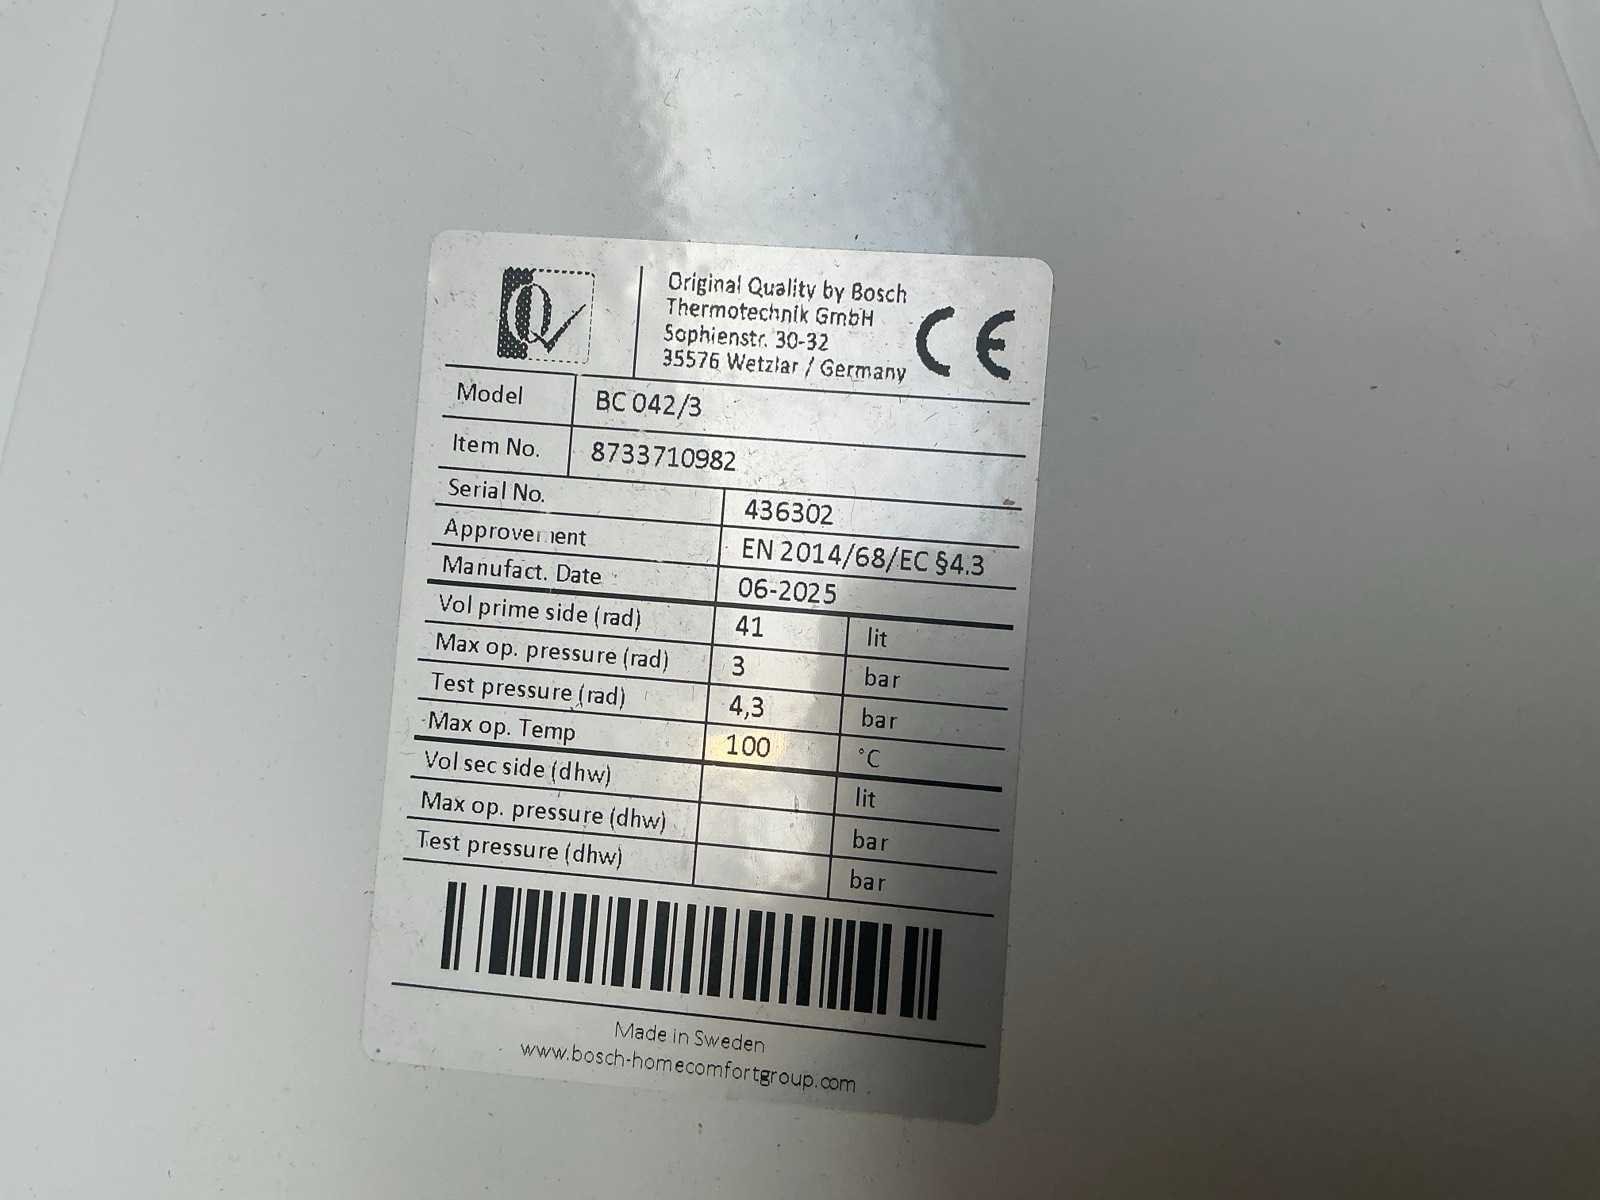 Original Quality by Bosch
Thermotechnik GmbH
Sophienstr. 30-32
35576 Wetzlar / Germany
CE
Model BC 042/3
Item No. 8733710982
Serial No. 436302
Approvement EN 2014/68/EC §4.3
Manufact. Date 06-2025
Vol prime side (rad) 41 lit
Max op. pressure (rad) 3 bar
Test pressure (rad) 4,3 bar
Max op. Temp 100 °C
Vol sec side (dhw) lit
Max op. pressure (dhw) bar
Test pressure (dhw) bar
Made in Sweden
www.bosch-homecomfortgroup.com